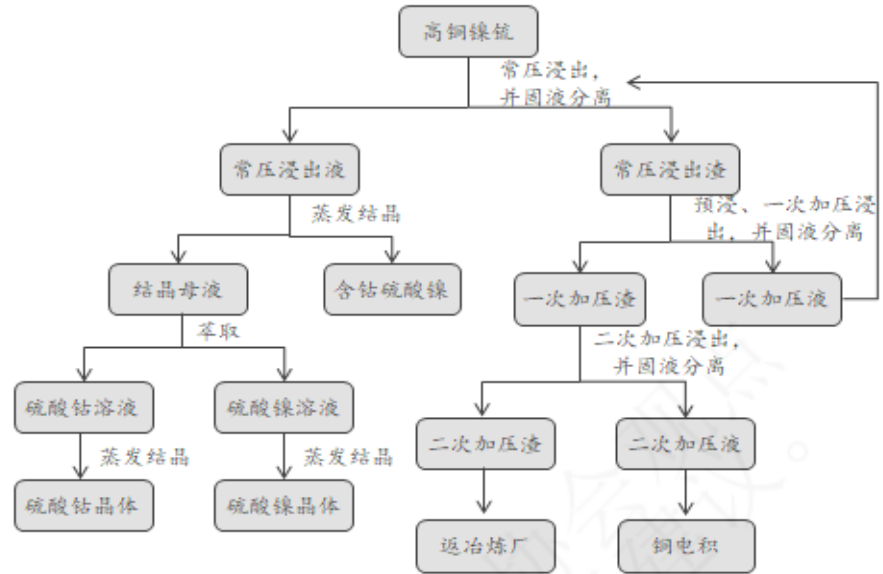 高铜镍锍
常压浸出，
并固液分离
常压浸出液
常压浸出渣
蒸发结晶
预浸、一次加压浸
出，并固液分离
结晶母液
含钴硫酸镍
一次加压渣
一次加压液
萃取
二次加压浸出，
并固液分离
硫酸钴溶液
硫酸镍溶液
二次加压渣
二次加压液
蒸发结晶
蒸发结晶
硫酸钴晶体
硫酸镍晶体
返冶炼厂
铜电积